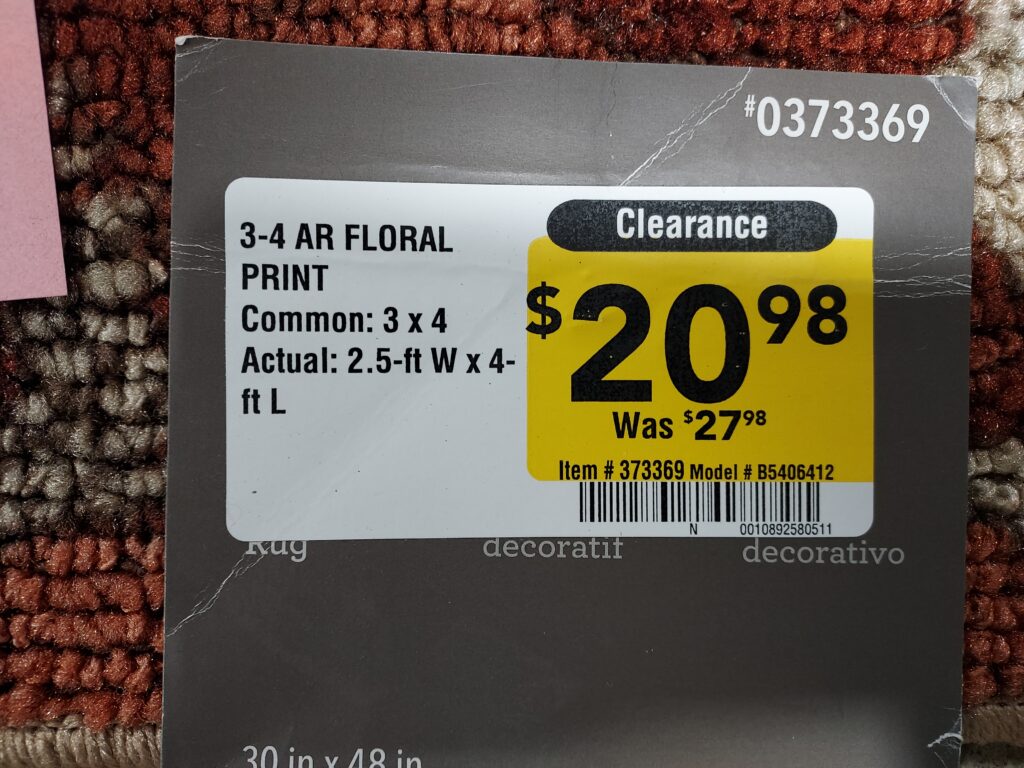 #0373369
3-4 AR FLORAL
PRINT
Common: 3 x 4
Actual: 2.5-ft W x 4-
ft L
Clearance
$20 98
Was $27 98
Item # 373369 Model # B5406412
N 0010892580511
Rug decoratif decorativo
30 in x 48 in